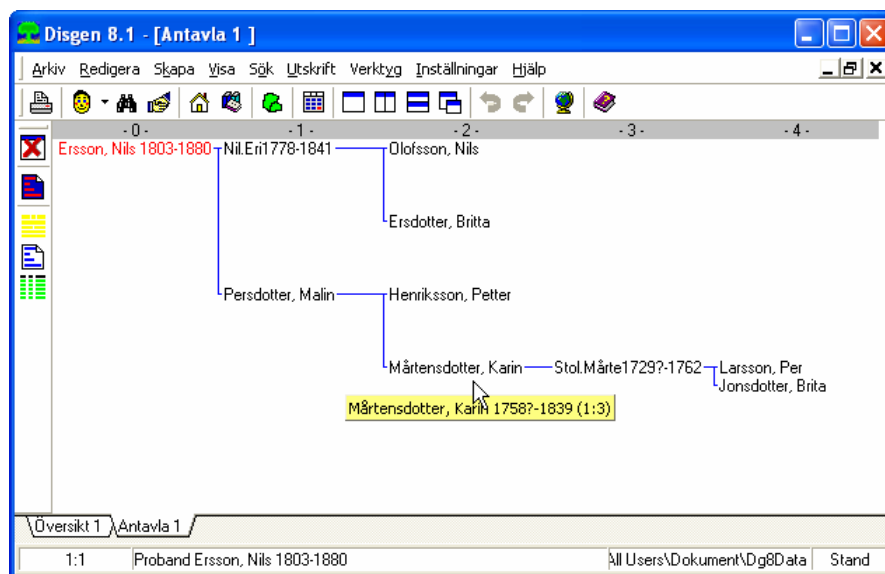 Disgen 8.1 - [Antavla 1 ]
Arkiv Redigera Skapa Visa Sök Utskrift Verktyg Inställningar Hjälp
- 0 - - 1 - - 2 - - 3 - - 4 -
Ersson, Nils 1803-1880 Nil.Eri1778-1841 Olofsson, Nils
Ersdotter, Britta
Persdotter, Malin Henriksson, Petter
Mårtensdotter, Karin Stol.Mårte1729?-1762 Larsson, Per
Jonsdotter, Brita
Mårtensdotter, Karin 1758?-1839 (1:3)
Översikt 1 Antavla 1
1:1 Proband Ersson, Nils 1803-1880 All Users\Dokument\Dg8Data Stand